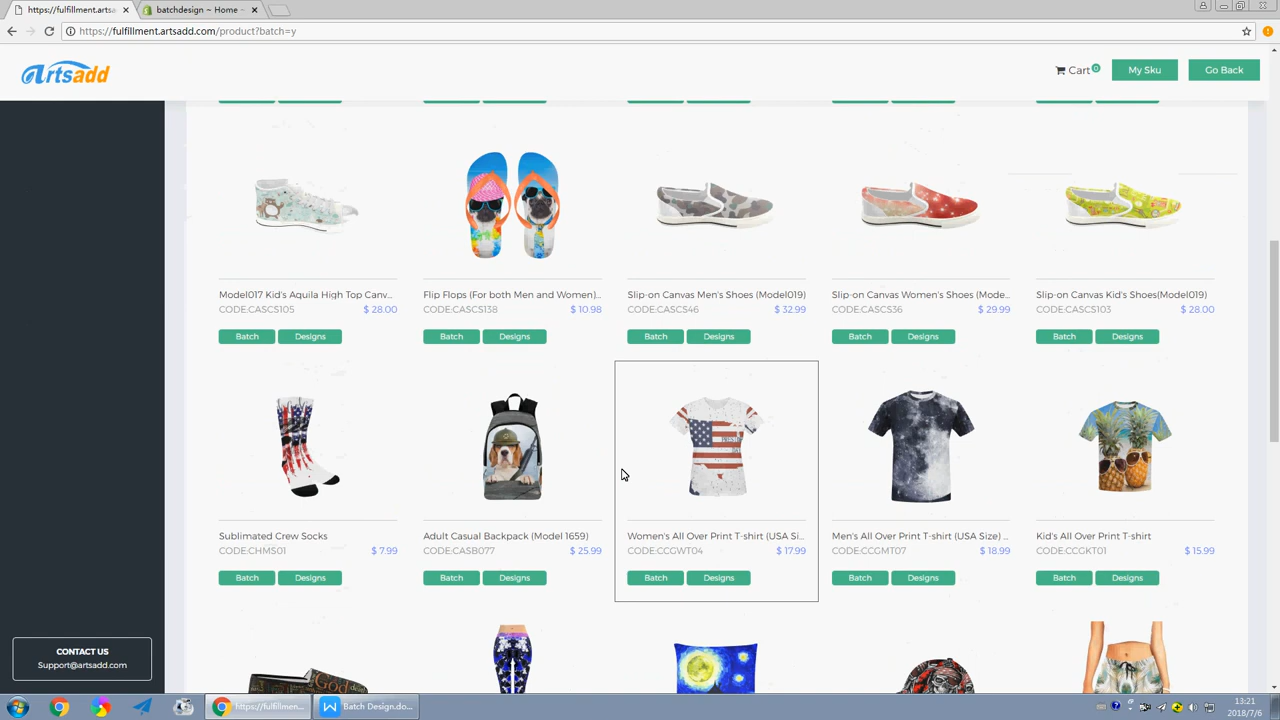 https://fulfillment.artsa
batchdesign ~ Home ~
https://fulfillment.artsadd.com/product?batch=y
Artsadd
Cart 0
My Sku
Go Back
Model017 Kid's Aquila High Top Canv...
CODE:CASCS105 $ 28.00
Batch Designs
Flip Flops (For both Men and Women)...
CODE:CASCS138 $ 10.98
Batch Designs
Slip-on Canvas Men's Shoes (Model019)
CODE:CASCS46 $ 32.99
Batch Designs
Slip-on Canvas Women's Shoes (Mode...
CODE:CASCS36 $ 29.99
Batch Designs
Slip-on Canvas Kid's Shoes(Model019)
CODE:CASCS103 $ 28.00
Batch Designs
Sublimated Crew Socks
CODE:CHMS01 $ 7.99
Batch Designs
Adult Casual Backpack (Model 1659)
CODE:CASB077 $ 25.99
Batch Designs
Women's All Over Print T-shirt (USA Si...
CODE:CCGWT04 $ 17.99
Batch Designs
Men's All Over Print T-shirt (USA Size) ...
CODE:CCGMT07 $ 18.99
Batch Designs
Kid's All Over Print T-shirt
CODE:CCGKT01 $ 15.99
Batch Designs
God
CONTACT US
Support@artsadd.com
https://fulfillmen...
Batch Design.do...
13:21
2018/7/6